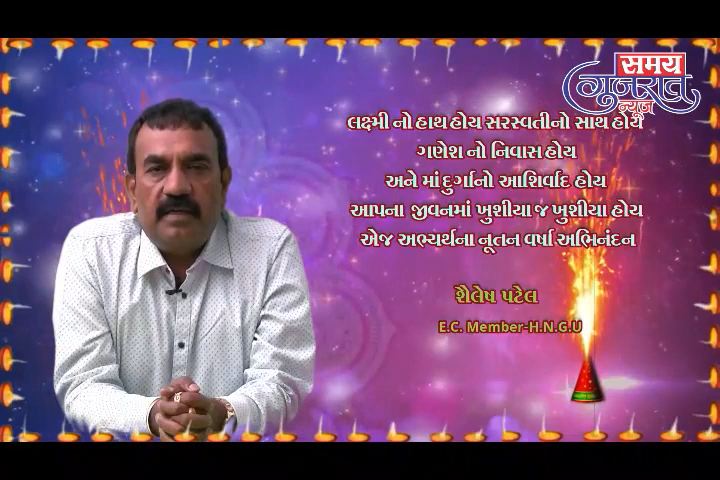 સમય
ગુજરાત
ન્યૂઝ
લક્ષ્મી નો હાથ હોય સરસ્વતીનો સાથ હોય
ગણેશ નો નિવાસ હોય
અને માં દુર્ગાનો આશિર્વાદ હોય
આપના જીવનમાં ખુશીયા જ ખુશીયા હોય
એજ અભ્યર્થના નૂતન વર્ષા અભિનંદન
શૈલેષ પટેલ
E.C. Member-H.N.G.U